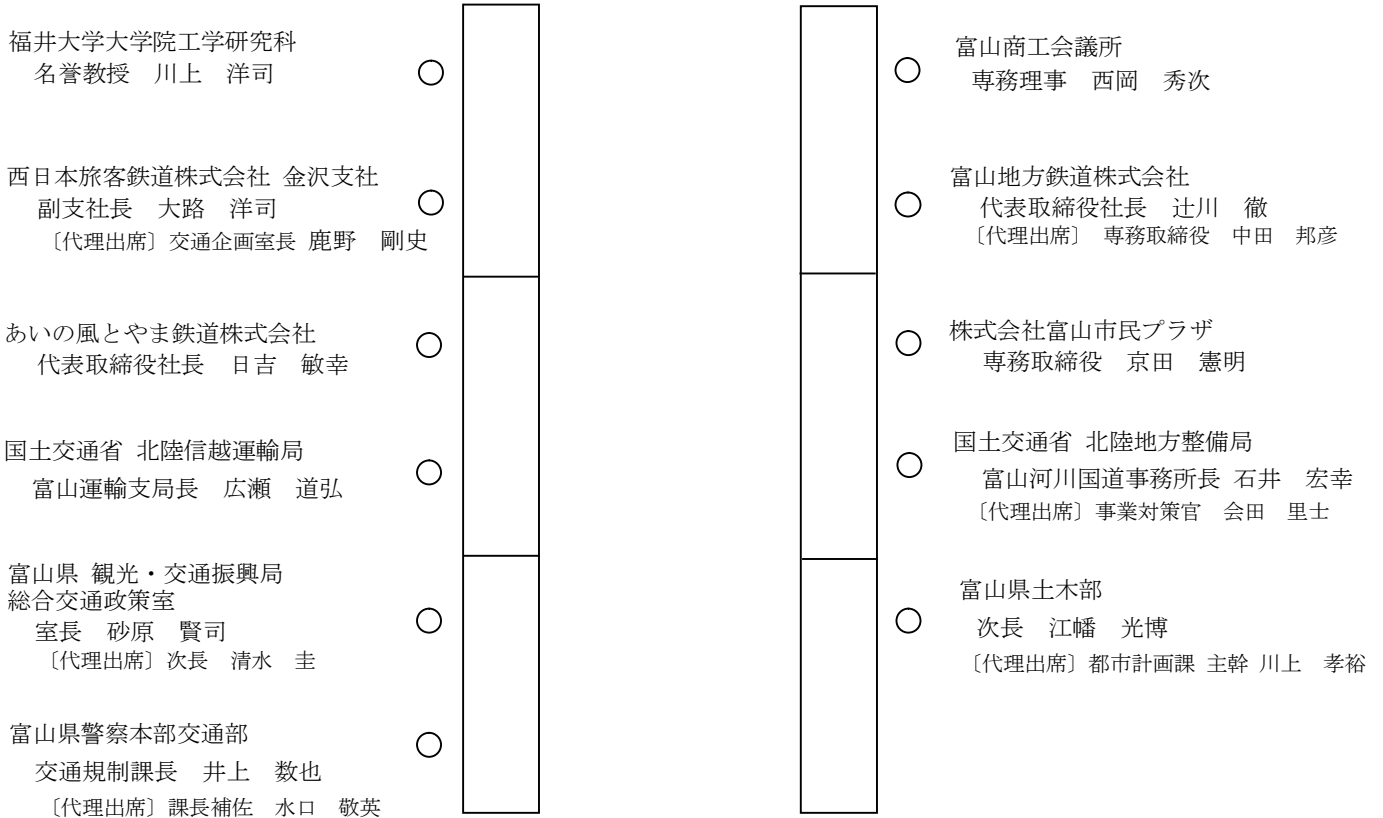 福井大学大学院工学研究科
名誉教授　川上　洋司
西日本旅客鉄道株式会社 金沢支社
副支社長　大路　洋司
〔代理出席〕交通企画室長 鹿野　剛史
あいの風とやま鉄道株式会社
代表取締役社長　日吉　敏幸
国土交通省 北陸信越運輸局
富山運輸支局長　広瀬　道弘
富山県 観光・交通振興局
総合交通政策室
室長　砂原　賢司
〔代理出席〕次長　清水　圭
富山県警察本部交通部
交通規制課長　井上　数也
〔代理出席〕課長補佐　水口　敬英
富山商工会議所
専務理事　西岡　秀次
富山地方鉄道株式会社
代表取締役社長　辻川　徹
〔代理出席〕 専務取締役　中田　邦彦
株式会社富山市民プラザ
専務取締役　京田　憲明
国土交通省 北陸地方整備局
富山河川国道事務所長 石井　宏幸
〔代理出席〕事業対策官　会田　里士
富山県土木部
次長　江幡　光博
〔代理出席〕都市計画課 主幹 川上　孝裕